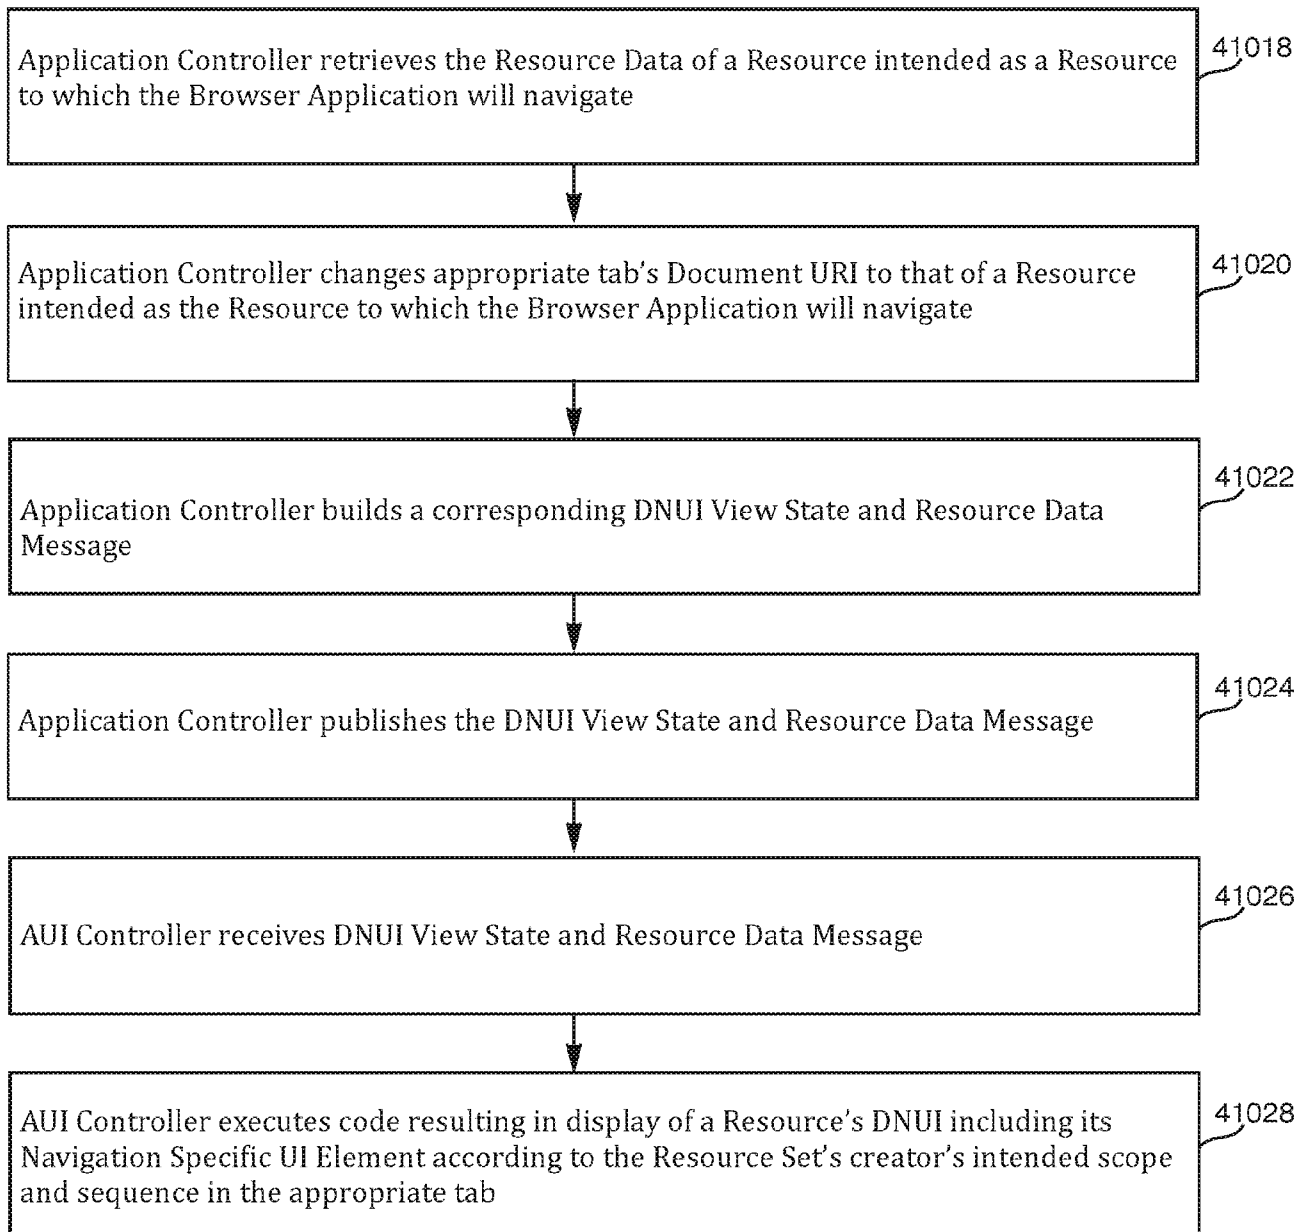 Application Controller retrieves the Resource Data of a Resource intended as a Resource
to which the Browser Application will navigate
41018
Application Controller changes appropriate tab's Document URI to that of a Resource
intended as the Resource to which the Browser Application will navigate
41020
Application Controller builds a corresponding DNUI View State and Resource Data
Message
41022
Application Controller publishes the DNUI View State and Resource Data Message
41024
AUI Controller receives DNUI View State and Resource Data Message
41026
AUI Controller executes code resulting in display of a Resource's DNUI including its
Navigation Specific UI Element according to the Resource Set's creator's intended scope
and sequence in the appropriate tab
41028